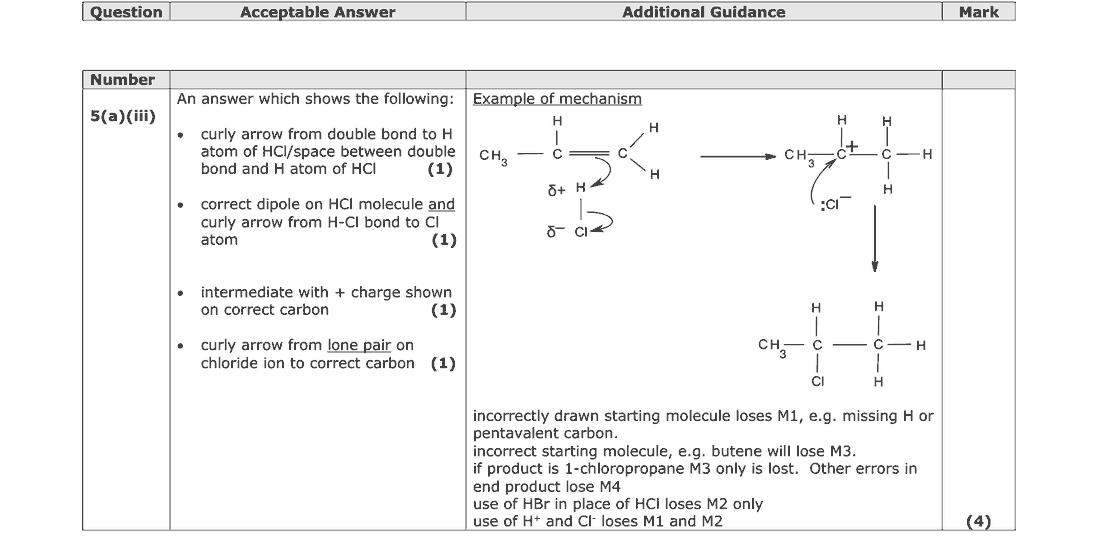 Question Acceptable Answer Additional Guidance Mark
Number
5(a)(iii)
An answer which shows the following:
• curly arrow from double bond to H
atom of HCl/space between double
bond and H atom of HCl (1)
• correct dipole on HCl molecule and
curly arrow from H-Cl bond to Cl
atom (1)
• intermediate with + charge shown
on correct carbon (1)
• curly arrow from lone pair on
chloride ion to correct carbon (1)
Example of mechanism
H
H
CH3 C C
H
δ+ H
δ− Cl
H H
CH3 C+ C H
H
:Cl−
H H
CH3 C C H
Cl H
incorrectly drawn starting molecule loses M1, e.g. missing H or
pentavalent carbon.
incorrect starting molecule, e.g. butene will lose M3.
if product is 1-chloropropane M3 only is lost. Other errors in
end product lose M4
use of HBr in place of HCl loses M2 only
use of H+ and Cl- loses M1 and M2
(4)